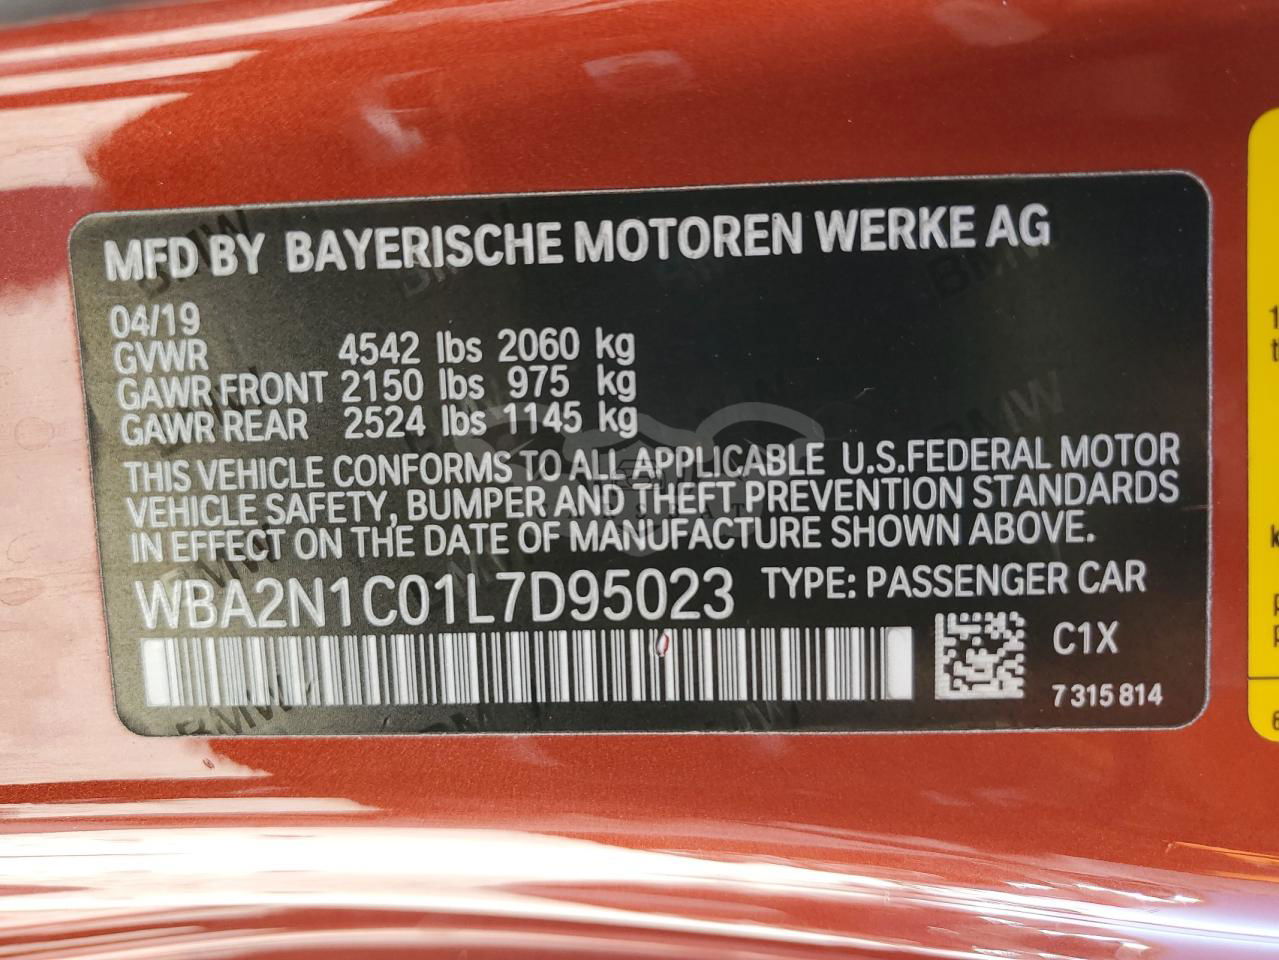 MFD BY BAYERISCHE MOTOREN WERKE AG
04/19
GVWR 4542 lbs 2060 kg
GAWR FRONT 2150 lbs 975 kg
GAWR REAR 2524 lbs 1145 kg
THIS VEHICLE CONFORMS TO ALL APPLICABLE U.S.FEDERAL MOTOR
VEHICLE SAFETY, BUMPER AND THEFT PREVENTION STANDARDS
IN EFFECT ON THE DATE OF MANUFACTURE SHOWN ABOVE.
WBA2N1C01L7D95023 TYPE: PASSENGER CAR
C1X
7 315 814